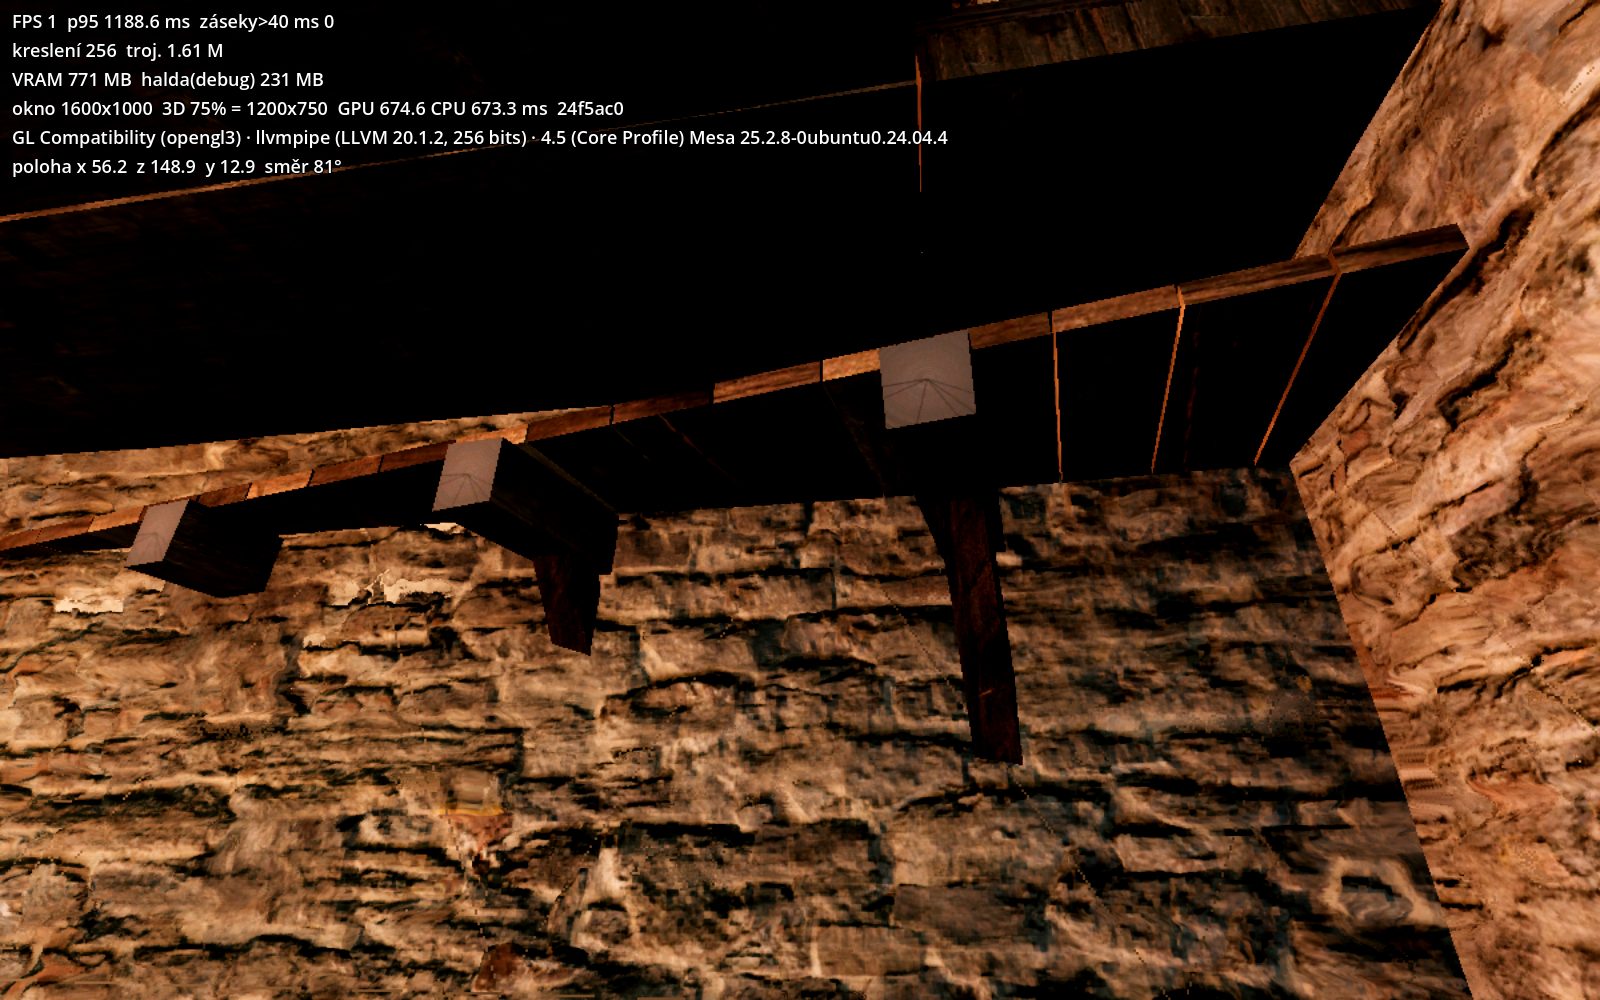 FPS 1  p95 1188.6 ms  záseky>40 ms 0
kreslení 256  troj. 1.61 M
VRAM 771 MB  halda(debug) 231 MB
okno 1600x1000  3D 75% = 1200x750  GPU 674.6 CPU 673.3 ms  24f5ac0
GL Compatibility (opengl3) · llvmpipe (LLVM 20.1.2, 256 bits) · 4.5 (Core Profile) Mesa 25.2.8-0ubuntu0.24.04.4
poloha x 56.2  z 148.9  y 12.9  směr 81°